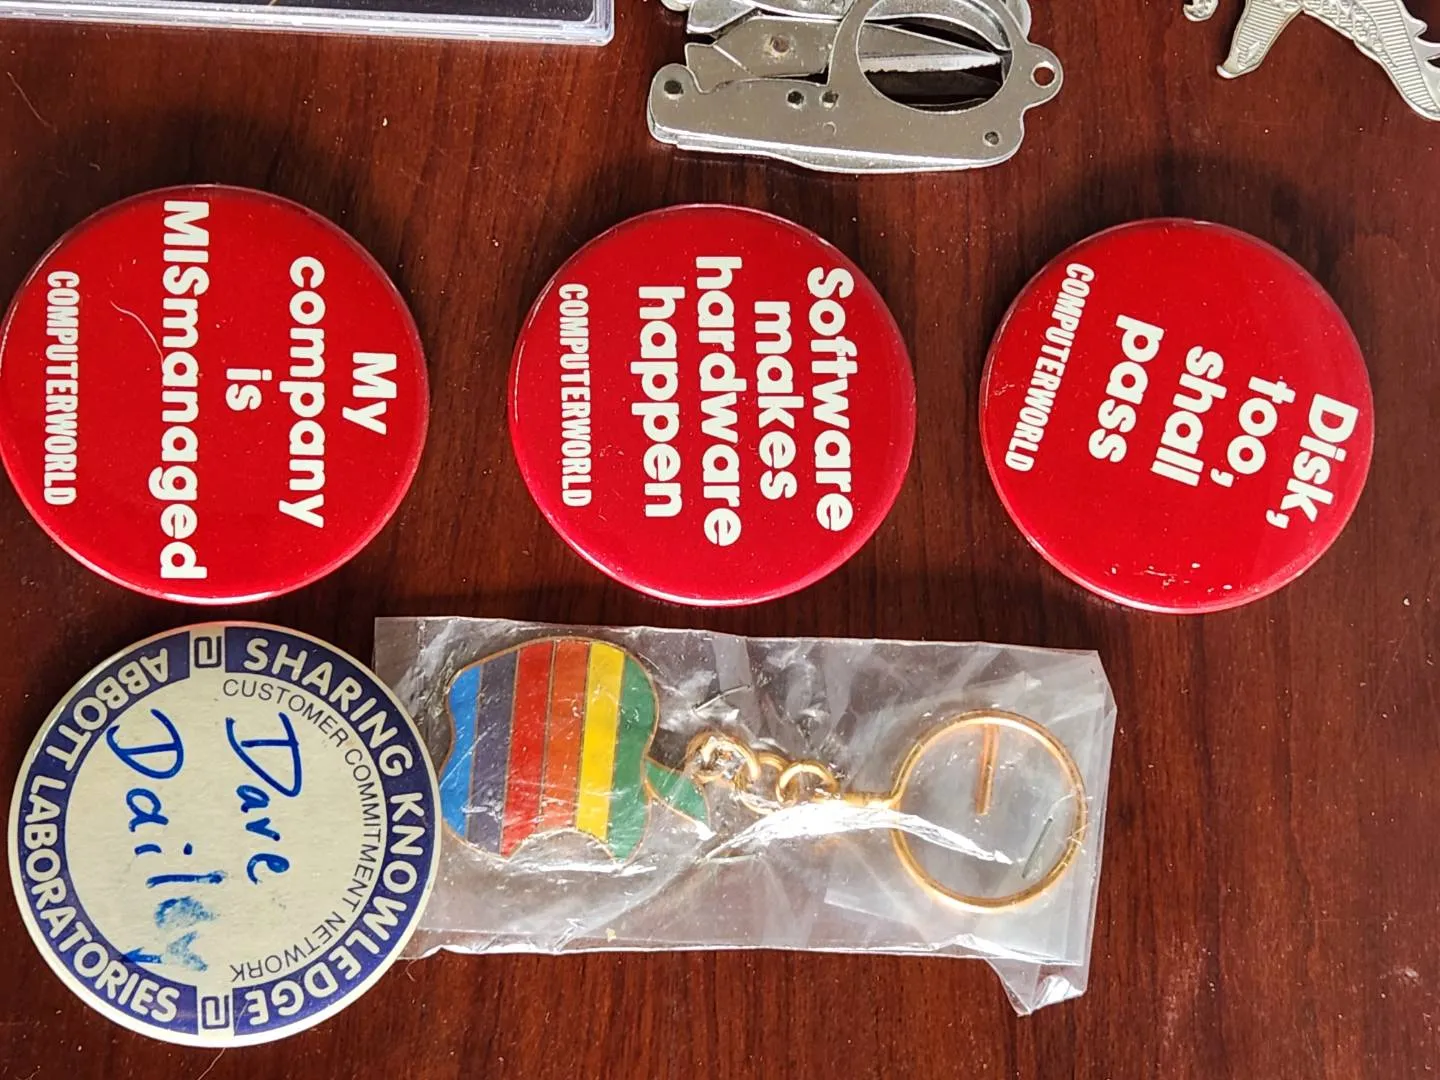 My
company
is
MISmanaged
COMPUTERWORLD
Software
makes
hardware
happen
COMPUTERWORLD
Disk,
too,
shall
pass
COMPUTERWORLD
SHARING KNOWLEDGE
CUSTOMER COMMITMENT NETWORK
Dave
Dailey
ABBOTT LABORATORIES